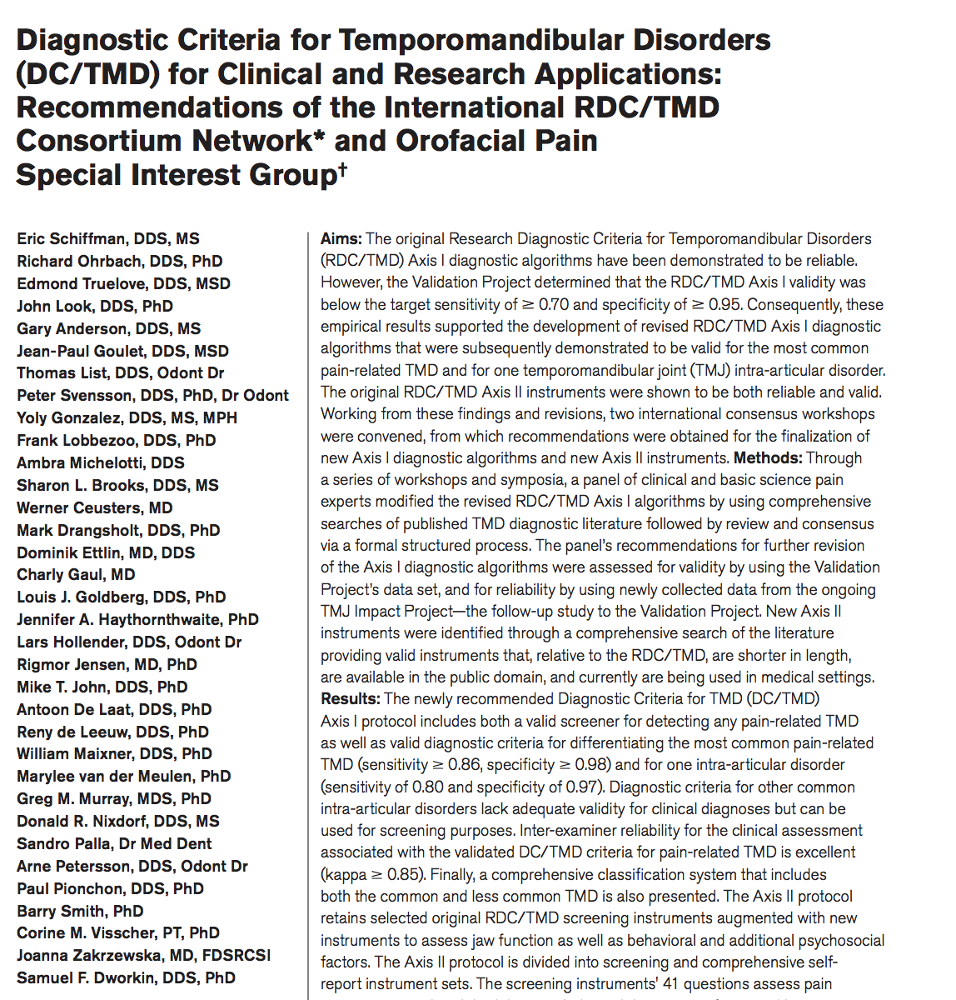 Diagnostic Criteria for Temporomandibular Disorders
(DC/TMD) for Clinical and Research Applications:
Recommendations of the International RDC/TMD
Consortium Network* and Orofacial Pain
Special Interest Group†
Eric Schiffman, DDS, MS
Richard Ohrbach, DDS, PhD
Edmond Truelove, DDS, MSD
John Look, DDS, PhD
Gary Anderson, DDS, MS
Jean-Paul Goulet, DDS, MSD
Thomas List, DDS, Odont Dr
Peter Svensson, DDS, PhD, Dr Odont
Yoly Gonzalez, DDS, MS, MPH
Frank Lobbezoo, DDS, PhD
Ambra Michelotti, DDS
Sharon L. Brooks, DDS, MS
Werner Ceusters, MD
Mark Drangsholt, DDS, PhD
Dominik Ettlin, MD, DDS
Charly Gaul, MD
Louis J. Goldberg, DDS, PhD
Jennifer A. Haythornthwaite, PhD
Lars Hollender, DDS, Odont Dr
Rigmor Jensen, MD, PhD
Mike T. John, DDS, PhD
Antoon De Laat, DDS, PhD
Reny de Leeuw, DDS, PhD
William Maixner, DDS, PhD
Marylee van der Meulen, PhD
Greg M. Murray, MDS, PhD
Donald R. Nixdorf, DDS, MS
Sandro Palla, Dr Med Dent
Arne Petersson, DDS, Odont Dr
Paul Pionchon, DDS, PhD
Barry Smith, PhD
Corine M. Visscher, PT, PhD
Joanna Zakrzewska, MD, FDSRCSI
Samuel F. Dworkin, DDS, PhD
Aims: The original Research Diagnostic Criteria for Temporomandibular Disorders
(RDC/TMD) Axis I diagnostic algorithms have been demonstrated to be reliable.
However, the Validation Project determined that the RDC/TMD Axis I validity was
below the target sensitivity of ≥ 0.70 and specificity of ≥ 0.95. Consequently, these
empirical results supported the development of revised RDC/TMD Axis I diagnostic
algorithms that were subsequently demonstrated to be valid for the most common
pain-related TMD and for one temporomandibular joint (TMJ) intra-articular disorder.
The original RDC/TMD Axis II instruments were shown to be both reliable and valid.
Working from these findings and revisions, two international consensus workshops
were convened, from which recommendations were obtained for the finalization of
new Axis I diagnostic algorithms and new Axis II instruments. Methods: Through
a series of workshops and symposia, a panel of clinical and basic science pain
experts modified the revised RDC/TMD Axis I algorithms by using comprehensive
searches of published TMD diagnostic literature followed by review and consensus
via a formal structured process. The panel's recommendations for further revision
of the Axis I diagnostic algorithms were assessed for validity by using the Validation
Project's data set, and for reliability by using newly collected data from the ongoing
TMJ Impact Project—the follow-up study to the Validation Project. New Axis II
instruments were identified through a comprehensive search of the literature
providing valid instruments that, relative to the RDC/TMD, are shorter in length,
are available in the public domain, and currently are being used in medical settings.
Results: The newly recommended Diagnostic Criteria for TMD (DC/TMD)
Axis I protocol includes both a valid screener for detecting any pain-related TMD
as well as valid diagnostic criteria for differentiating the most common pain-related
TMD (sensitivity ≥ 0.86, specificity ≥ 0.98) and for one intra-articular disorder
(sensitivity of 0.80 and specificity of 0.97). Diagnostic criteria for other common
intra-articular disorders lack adequate validity for clinical diagnoses but can be
used for screening purposes. Inter-examiner reliability for the clinical assessment
associated with the validated DC/TMD criteria for pain-related TMD is excellent
(kappa ≥ 0.85). Finally, a comprehensive classification system that includes
both the common and less common TMD is also presented. The Axis II protocol
retains selected original RDC/TMD screening instruments augmented with new
instruments to assess jaw function as well as behavioral and additional psychosocial
factors. The Axis II protocol is divided into screening and comprehensive self-
report instrument sets. The screening instruments' 41 questions assess pain